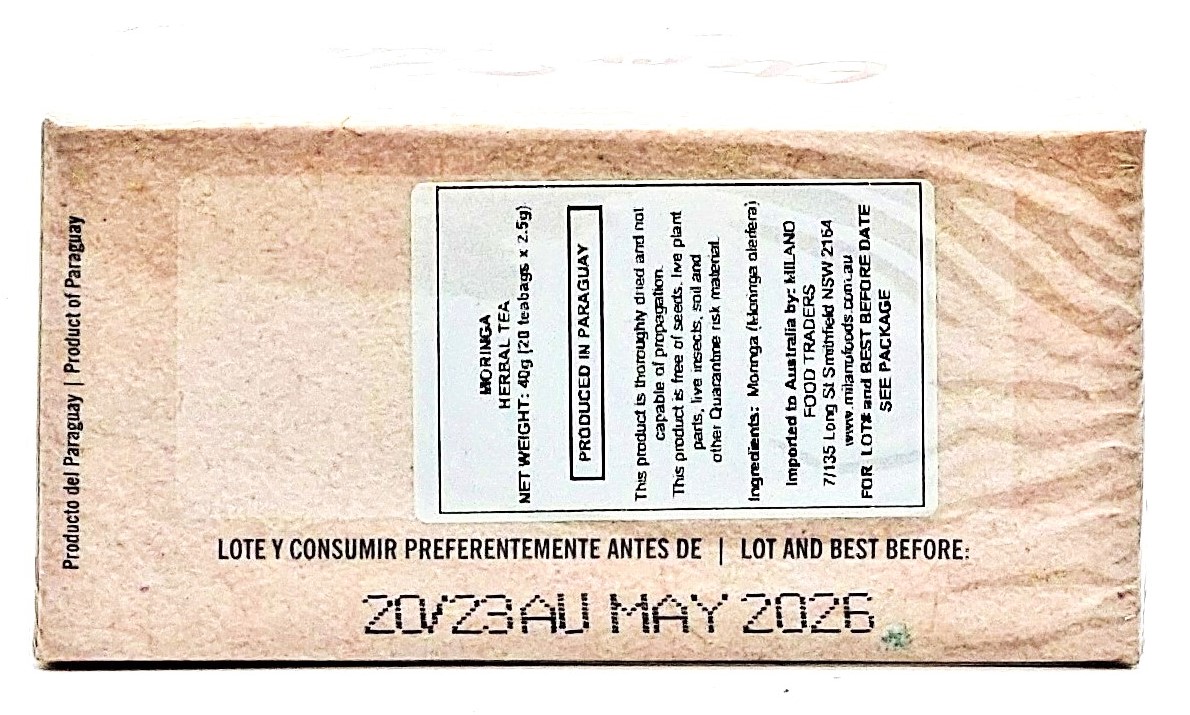 Producto del Paraguay | Product of Paraguay
MORINGA
HERBAL TEA
NET WEIGHT: 40g (20 teabags x 2.5g)
PRODUCED IN PARAGUAY
This product is thoroughly dried and not
capable of propagation.
This product is free of seeds, live plant
parts, live insects, soil and
other Quarantine risk material.
Ingredients: Moringa (Moringa oleifera)
Imported to Australia by: MILANO
FOOD TRADERS
7/135 Long St Smithfield NSW 2164
www.milanofoods.com.au
FOR LOT# and BEST BEFORE DATE
SEE PACKAGE
LOTE Y CONSUMIR PREFERENTEMENTE ANTES DE | LOT AND BEST BEFORE:
20/23AU MAY 2026